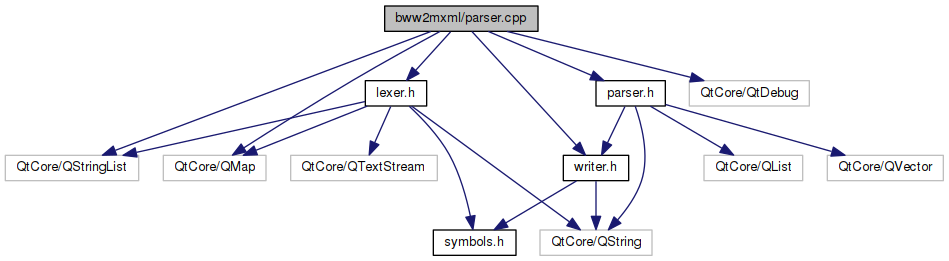 bww2mxml/parser.cpp
lexer.h
parser.h
QtCore/QtDebug
QtCore/QStringList
QtCore/QMap
QtCore/QTextStream
writer.h
QtCore/QList
QtCore/QVector
symbols.h
QtCore/QString